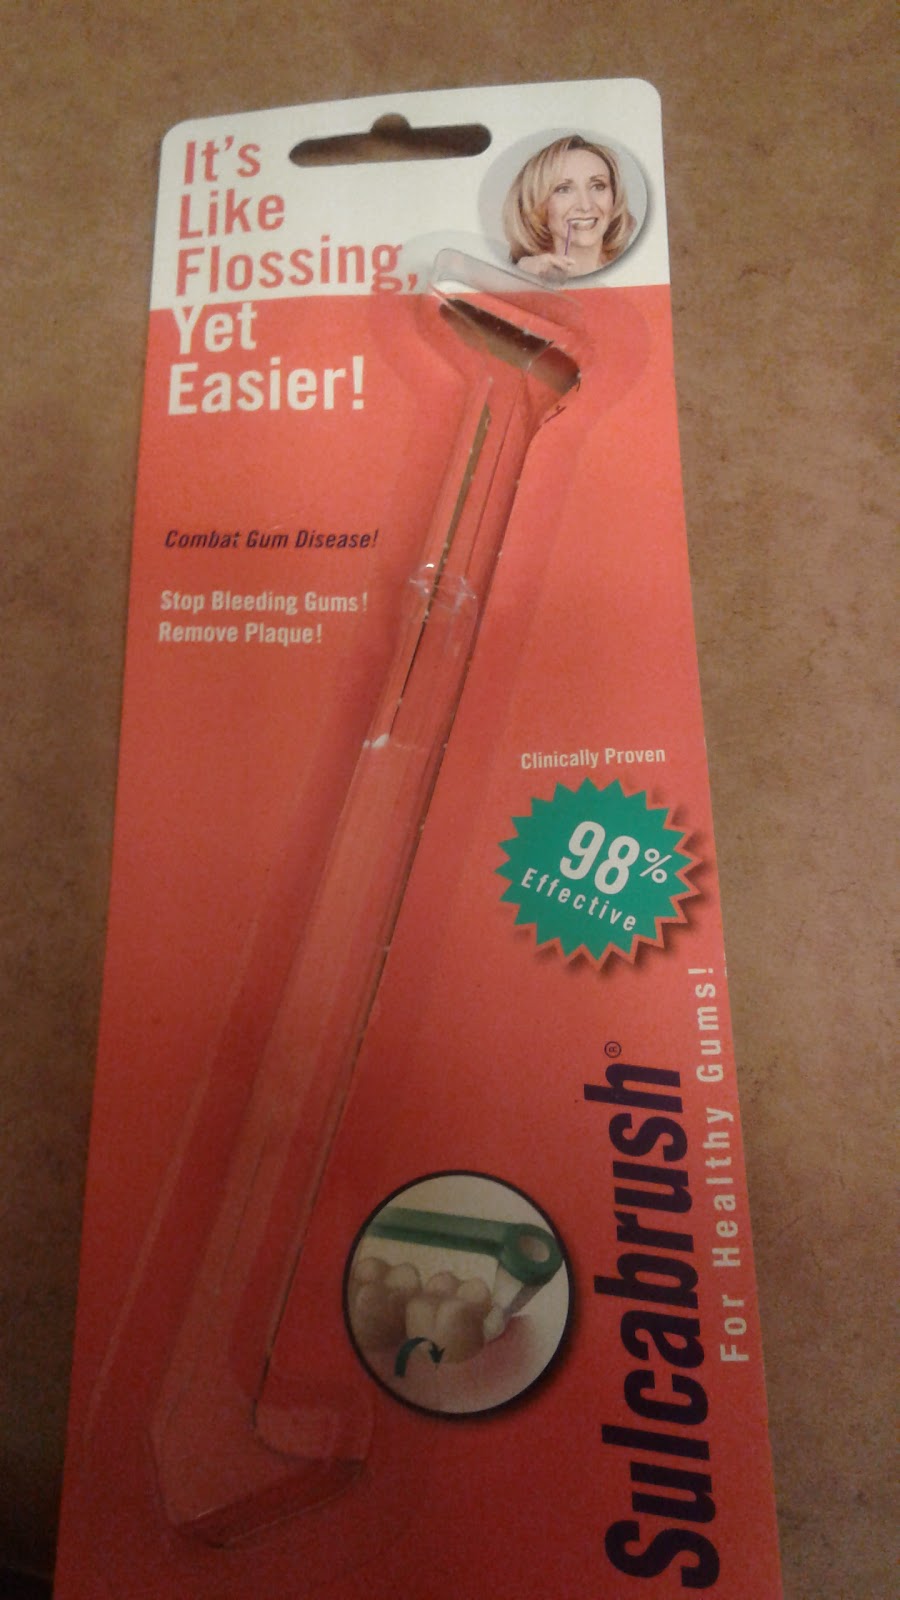 It's
Like
Flossing,
Yet
Easier!
Combat Gum Disease!
Stop Bleeding Gums!
Remove Plaque!
Clinically Proven
98%
Effective
Sulcabrush®
For Healthy Gums!